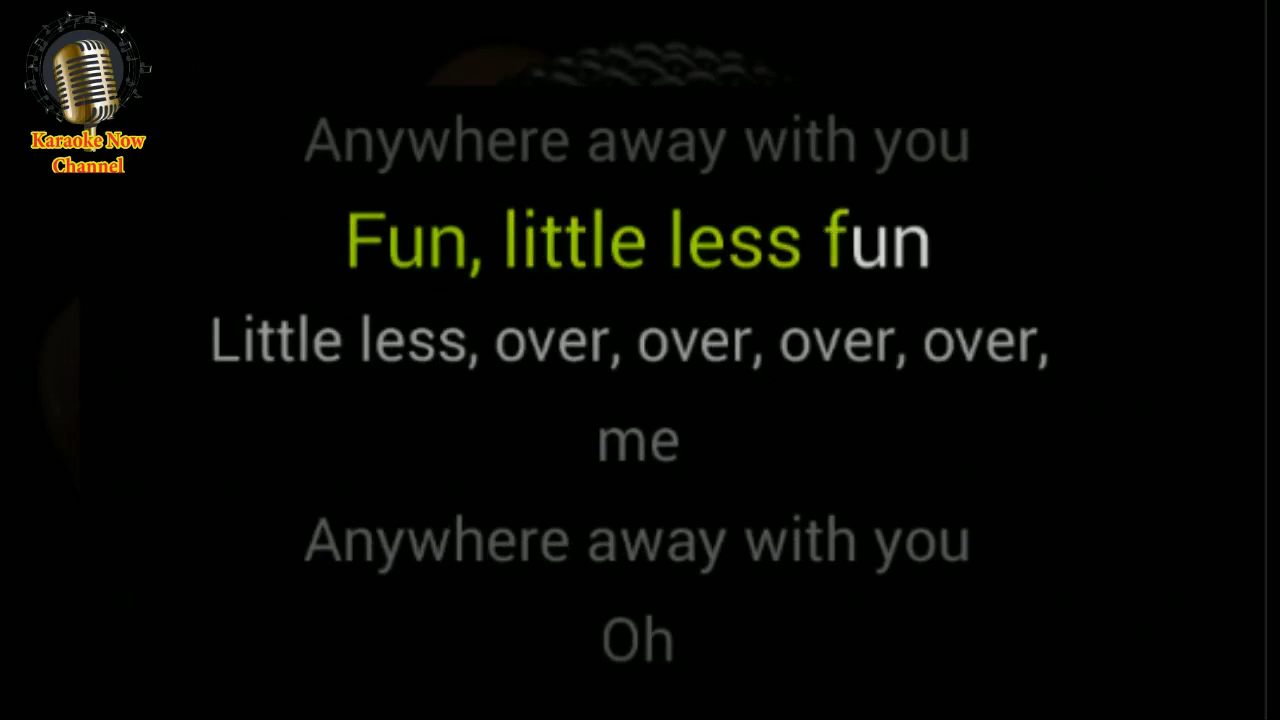 Karaoke Now
Channel
Anywhere away with you
Fun, little less fun
Little less, over, over, over, over,
me
Anywhere away with you
Oh